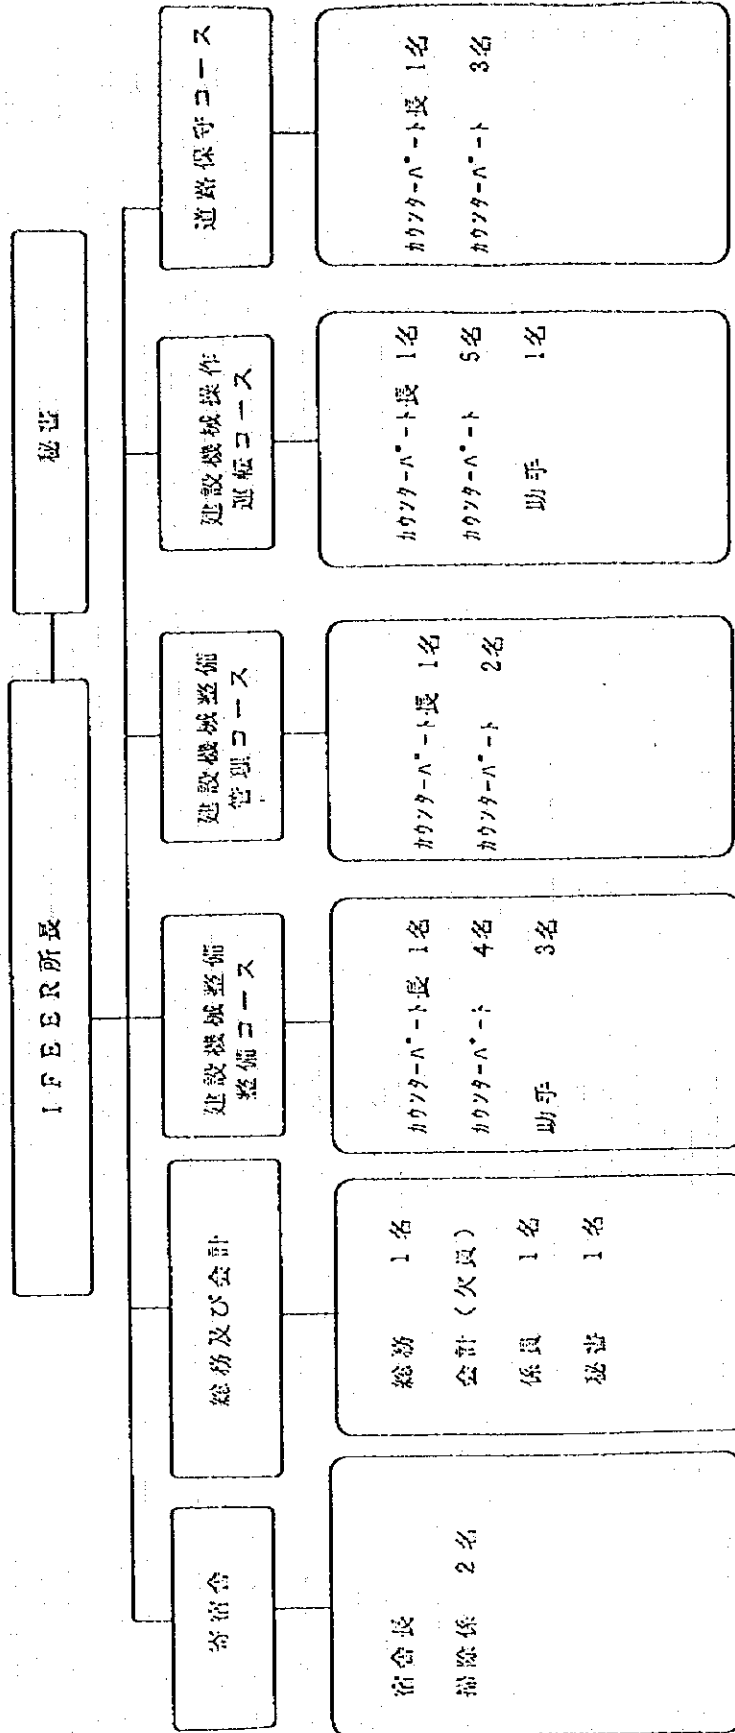 IFEER所長
秘書
寄宿舎
総務及び会計
建設機械整備
整備コース
建設機械整備
管理コース
建設機械操作
運転コース
道路保守コース
宿舎長
掃除係 2名
総務 1名
会計(欠員)
係員 1名
秘書 1名
カウンターパート長 1名
カウンターパート 4名
助手 3名
カウンターパート長 1名
カウンターパート 2名
カウンターパート長 1名
カウンターパート 5名
助手 1名
カウンターパート長 1名
カウンターパート 3名